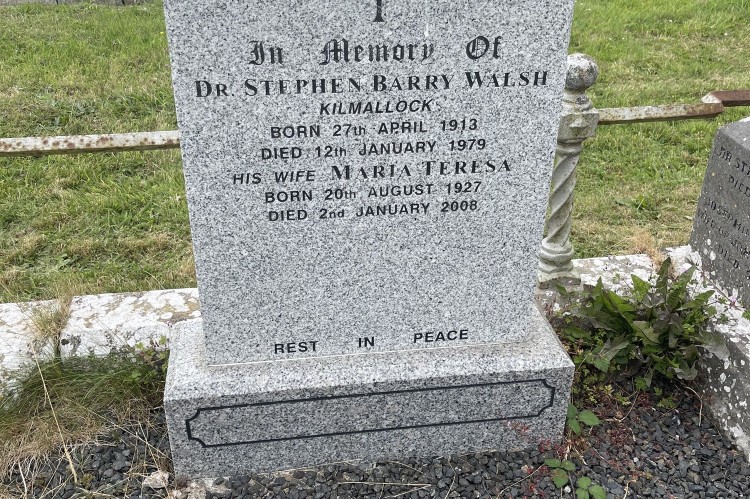 In Memory Of
DR STEPHEN BARRY WALSH
KILMALLOCK
BORN 27th APRIL 1913
DIED 12th JANUARY 1979
HIS WIFE MARIA TERESA
BORN 20th AUGUST 1927
DIED 2nd JANUARY 2008
REST IN PEACE